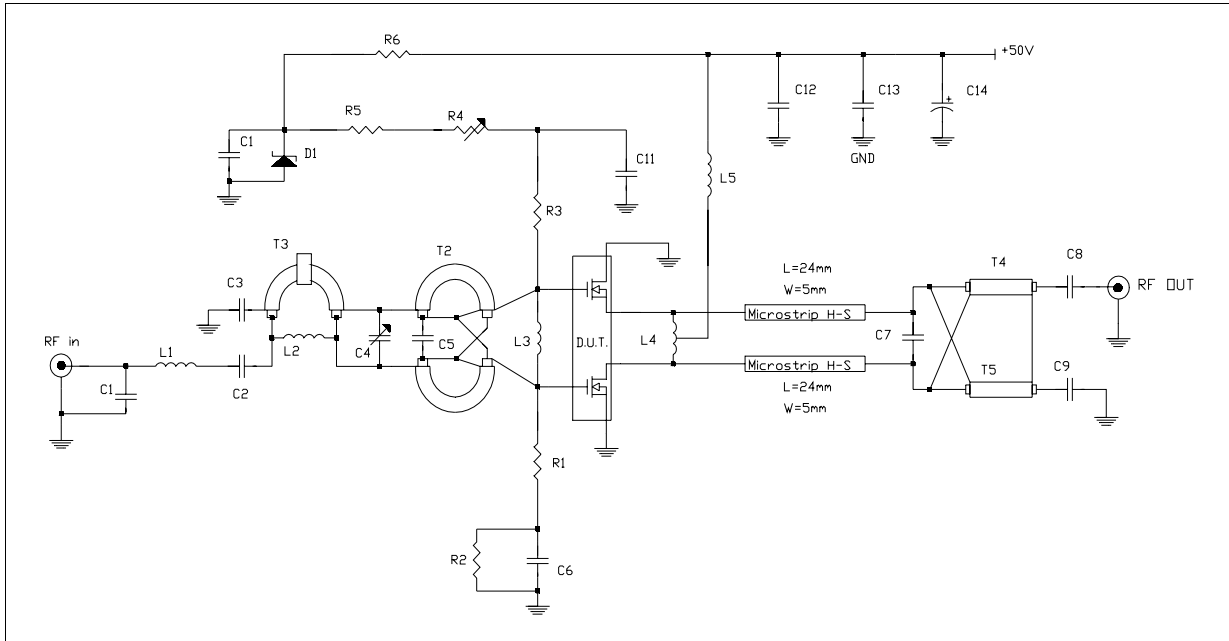 R6
+50V
C12
C13
C14
GND
R5
R4
C1
D1
C11
L5
R3
T3
T2
C3
L=24mm
W=5mm
C8
T4
RF OUT
Microstrip H-S
RF in
L1
C2
L2
C4
C5
L3
D.U.T.
L4
C7
C1
Microstrip H-S
T5
C9
L=24mm
W=5mm
R1
R2
C6